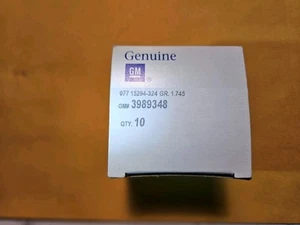 Genuine
GM
®
977 15294-324 GR. 1.745
GM# 3989348
QTY. 10